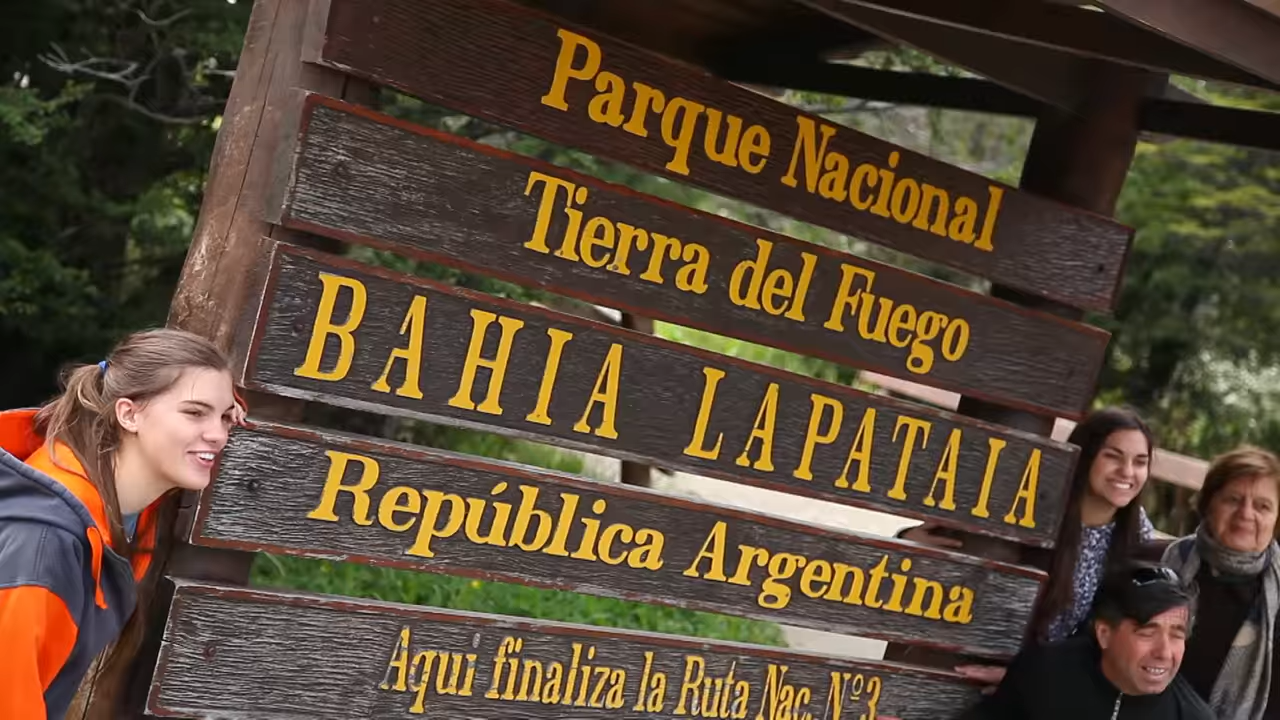 Parque Nacional
Tierra del Fuego
BAHIA LAPATAIA
República Argentina
Aqui finaliza la Ruta Nac. Nº3